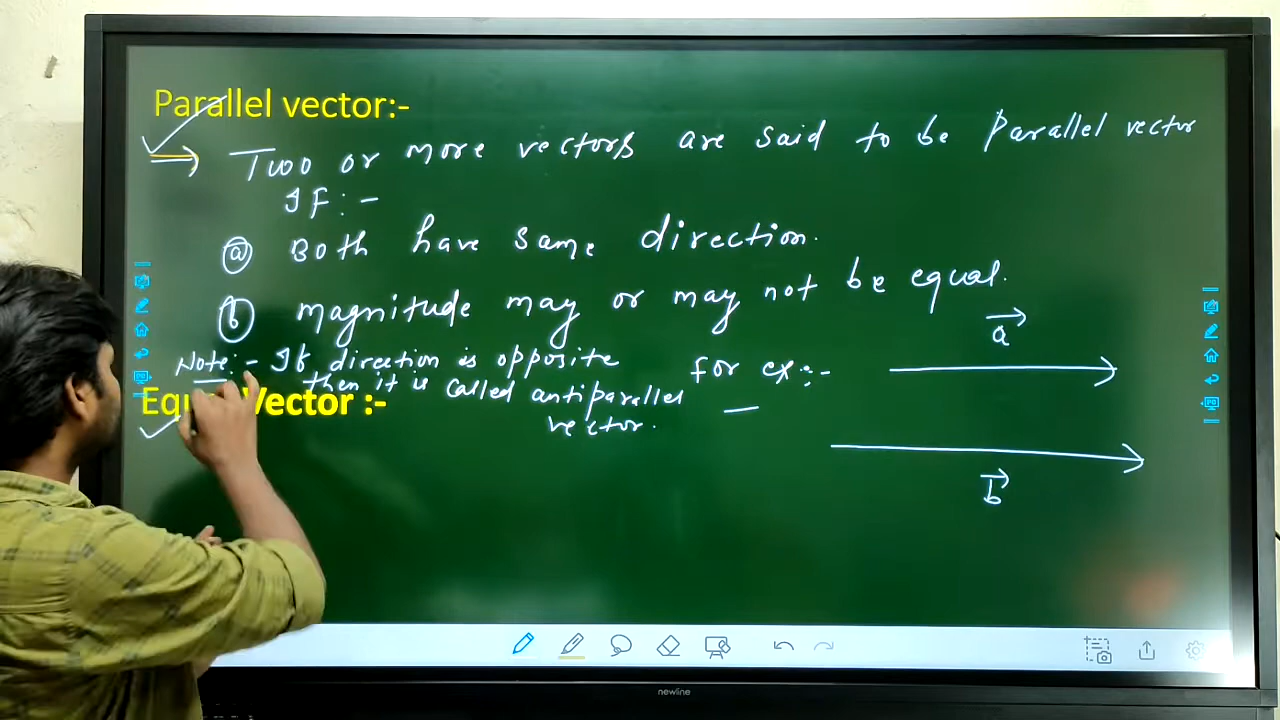 Parallel vector:-
Two or more vectors are said to be Parallel vector
If:-
(a) Both have same direction.
(b) magnitude may or may not be equal.
Note:- If direction is opposite
then it is called antiparallel
vector.
for ex:-
a
b
Vector :-
newline